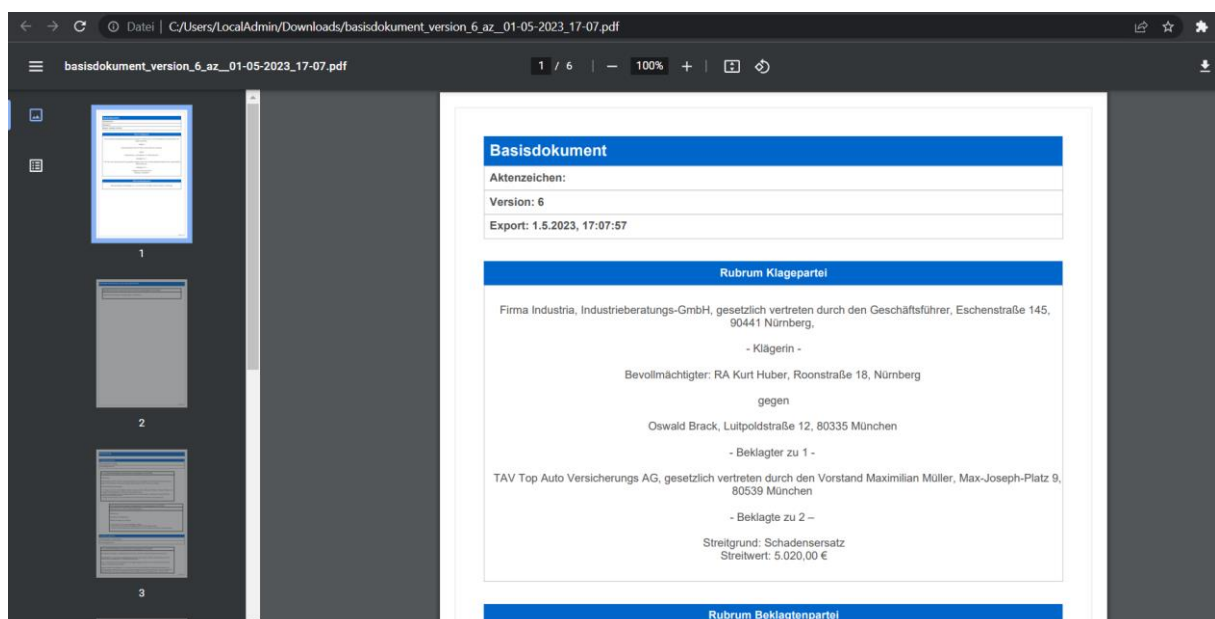 Datei | C:/Users/LocalAdmin/Downloads/basisdokument_version_6_az__01-05-2023_17-07.pdf
basisdokument_version_6_az__01-05-2023_17-07.pdf
1 / 6 | — 100% + |
1
2
3
Basisdokument
Aktenzeichen:
Version: 6
Export: 1.5.2023, 17:07:57
Rubrum Klagepartei
Firma Industria, Industrieberatungs-GmbH, gesetzlich vertreten durch den Geschäftsführer, Eschenstraße 145,
90441 Nürnberg,
- Klägerin -
Bevollmächtigter: RA Kurt Huber, Roonstraße 18, Nürnberg
gegen
Oswald Brack, Luitpoldstraße 12, 80335 München
- Beklagter zu 1 -
TAV Top Auto Versicherungs AG, gesetzlich vertreten durch den Vorstand Maximilian Müller, Max-Joseph-Platz 9,
80539 München
- Beklagte zu 2 –
Streitgrund: Schadensersatz
Streitwert: 5.020,00 €
Rubrum Beklagtenpartei